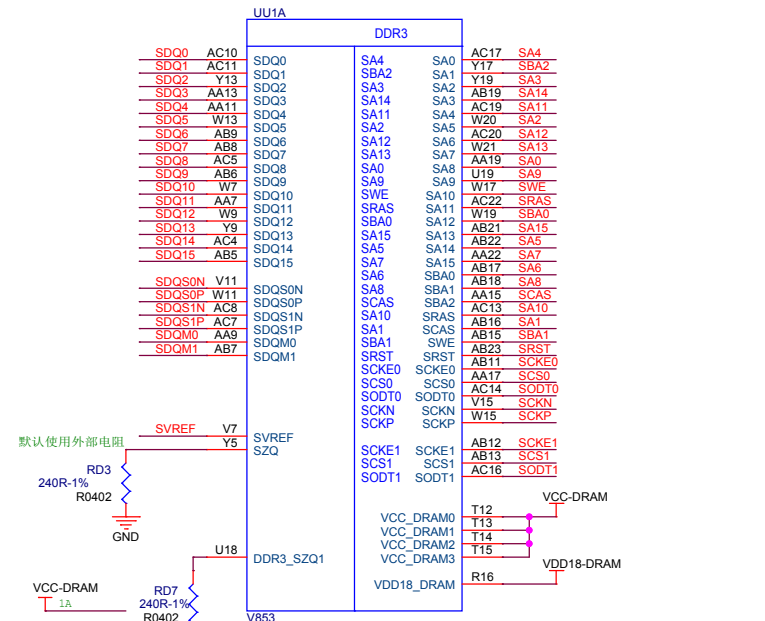 UU1A
DDR3
SDQ0 AC10 SDQ0 SA4 SA0 AC17 SA4
SDQ1 AC11 SDQ1 SBA2 SA1 Y17 SBA2
SDQ2 Y13 SDQ2 SA3 SA2 Y19 SA3
SDQ3 AA13 SDQ3 SA14 SA3 AB19 SA14
SDQ4 AA11 SDQ4 SA11 SA4 AC19 SA11
SDQ5 W13 SDQ5 SA2 SA5 W20 SA2
SDQ6 AB9 SDQ6 SA12 SA6 AC20 SA12
SDQ7 AB8 SDQ7 SA13 SA7 W21 SA13
SDQ8 AC5 SDQ8 SA0 SA8 AA19 SA0
SDQ9 AB6 SDQ9 SA9 SA9 U19 SA9
SDQ10 W7 SDQ10 SWE SA10 W17 SWE
SDQ11 AA7 SDQ11 SRAS SA11 AC22 SRAS
SDQ12 W9 SDQ12 SBA0 SA12 W19 SBA0
SDQ13 Y9 SDQ13 SA15 SA13 AB21 SA15
SDQ14 AC4 SDQ14 SA5 SA14 AB22 SA5
SDQ15 AB5 SDQ15 SA7 SA15 AA22 SA7
SA6 SBA0 AB17 SA6
SDQS0N V11 SDQS0N SA8 SBA1 AB18 SA8
SDQS0P W11 SDQS0P SCAS SBA2 AA15 SCAS
SDQS1N AC8 SDQS1N SA10 SRAS AC13 SA10
SDQS1P AC7 SDQS1P SA1 SCAS AB16 SA1
SDQM0 AA9 SDQM0 SBA1 SWE AB15 SBA1
SDQM1 AB7 SDQM1 SRST SRST AB23 SRST
SCKE0 SCKE0 AB11 SCKE0
SCS0 SCS0 AA17 SCS0
SODT0 SODT0 AC14 SODT0
SCKN SCKN V15 SCKN
SCKP SCKP W15 SCKP
SVREF V7 SVREF
默认使用外部电阻 Y5 SZQ SCKE1 SCKE1 AB12 SCKE1
SCS1 SCS1 AB13 SCS1
RD3 SODT1 SODT1 AC16 SODT1
240R-1%
R0402 VCC-DRAM
VCC_DRAM0 T12
VCC_DRAM1 T13
GND VCC_DRAM2 T14
U18 DDR3_SZQ1 VCC_DRAM3 T15
VDD18-DRAM
VDD18_DRAM R16
VCC-DRAM RD7
1A 240R-1%
R0402 V853